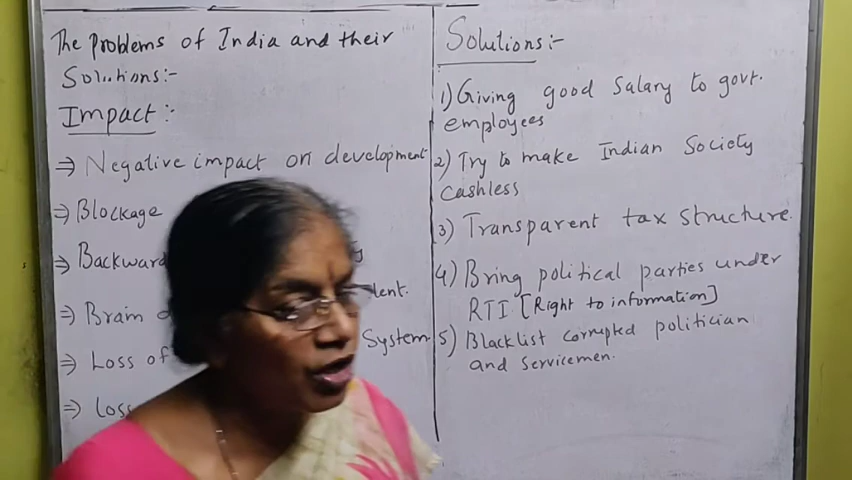 The Problems of India and their
Solutions:-
Impact:-
⇒ Negative impact on development
⇒ Blockage
⇒ Backward
⇒ Brain
⇒ Loss of
System
⇒ Loss
Solutions:-
1) Giving good Salary to govt.
employees
2) Try to make Indian Society
cashless
3) Transparent tax structure.
4) Bring political parties under
RTI [Right to information]
5) Blacklist corrupted politician
and servicemen.